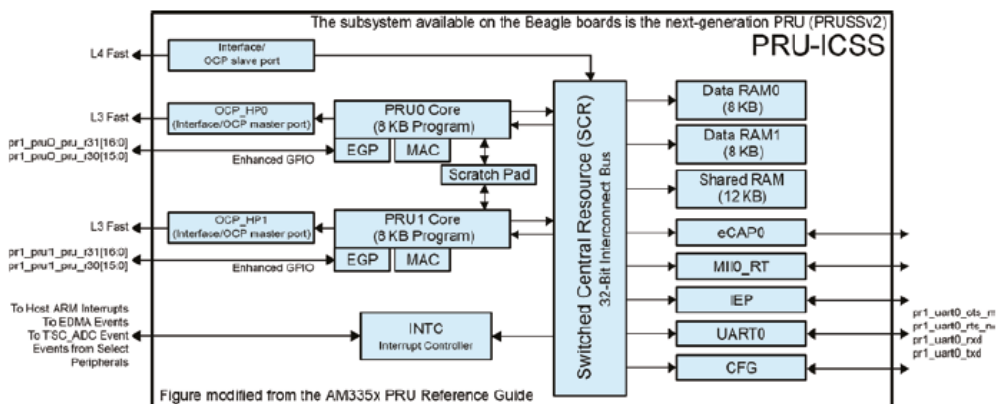 The subsystem available on the Beagle boards is the next-generation PRU (PRUSSv2)
PRU-ICSS
L4 Fast
Interface/
OCP slave port
L3 Fast
OCP_HP0
(Interface/OCP master port)
PRU0 Core
(8 KB Program)
pr1_pru0_pru_r31[16:0]
pr1_pru0_pru_r30[15:0]
Enhanced GPIO
EGP
MAC
Scratch Pad
L3 Fast
OCP_HP1
(Interface/OCP master port)
PRU1 Core
(8 KB Program)
pr1_pru1_pru_r31[16:0]
pr1_pru1_pru_r30[15:0]
Enhanced GPIO
EGP
MAC
To Host ARM Interrupts
To EDMA Events
To TSC_ADC Event
Events from Select
Peripherals
INTC
Interrupt Controller
Switched Central Resource (SCR)
32-Bit Interconnect Bus
Data RAM0
(8 KB)
Data RAM1
(8 KB)
Shared RAM
(12 KB)
eCAP0
MII0_RT
IEP
UART0
CFG
pr1_uart0_rxd
pr1_uart0_txd
Figure modified from the AM335x PRU Reference Guide